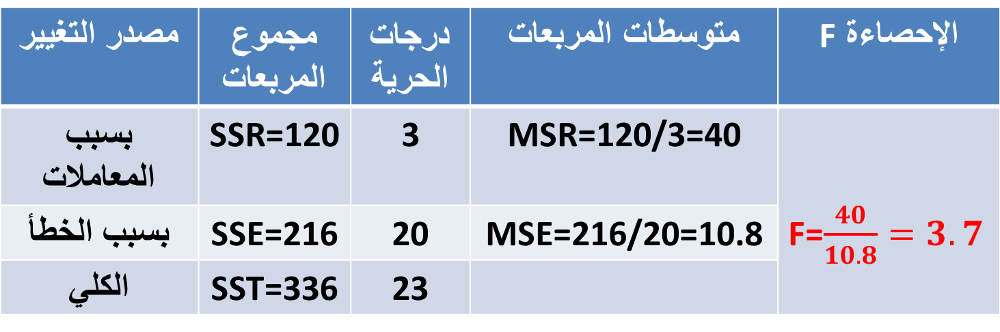 مصدر التغيير
مجموع
المربعات
درجات
الحرية
متوسطات المربعات
الإحصاءة F
بسبب
المعاملات
SSR=120
3
MSR=120/3=40
بسبب الخطأ
SSE=216
20
MSE=216/20=10.8
F=40/10.8 = 3.7
الكلي
SST=336
23